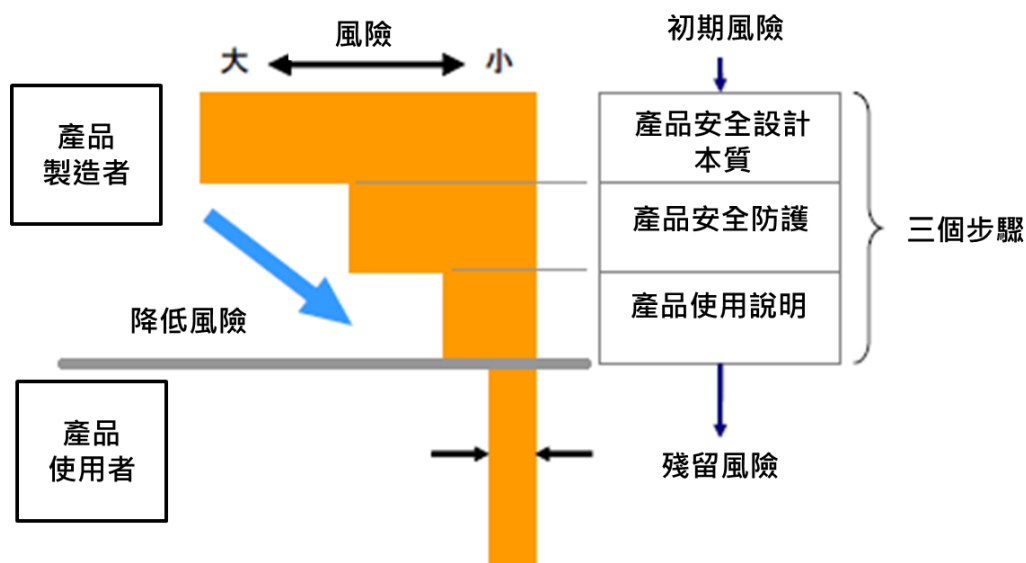 風險
大
小
初期風險
產品
製造者
產品安全設計
本質
產品安全防護
三個步驟
產品使用說明
降低風險
產品
使用者
殘留風險